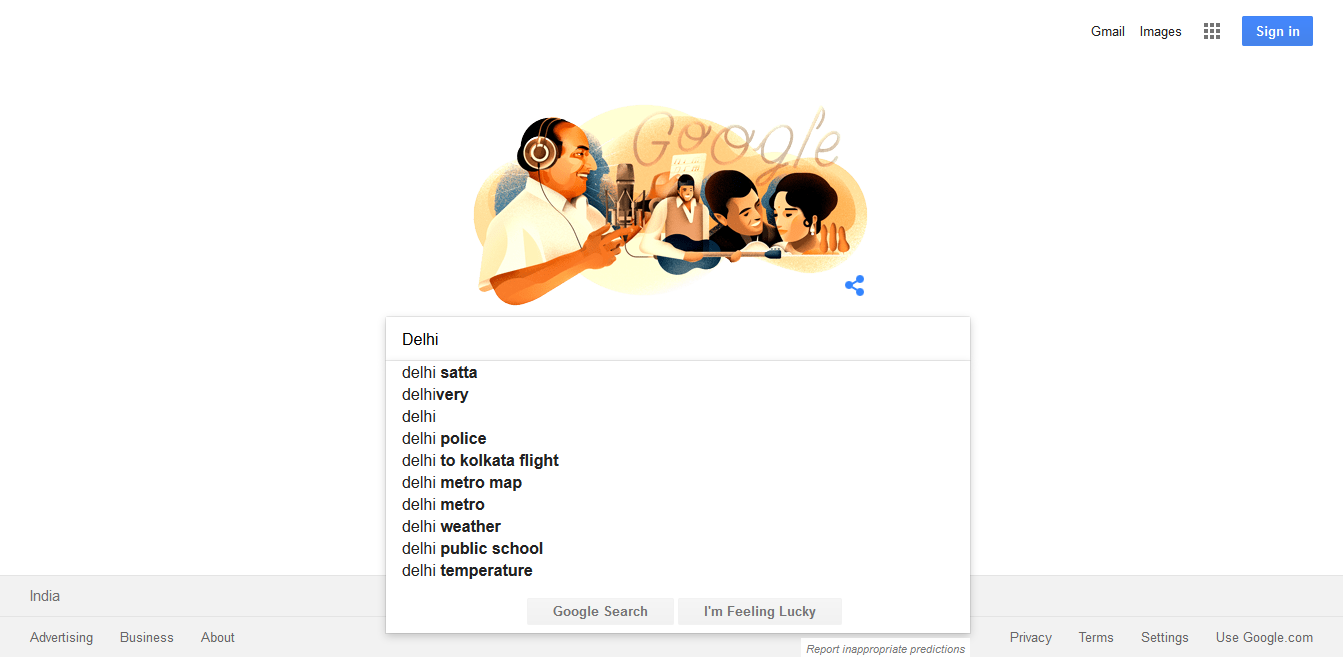 Gmail Images Sign in
Google
Delhi
delhi satta
delhivery
delhi
delhi police
delhi to kolkata flight
delhi metro map
delhi metro
delhi weather
delhi public school
delhi temperature
Google Search I'm Feeling Lucky
Report inappropriate predictions
India
Advertising Business About Privacy Terms Settings Use Google.com